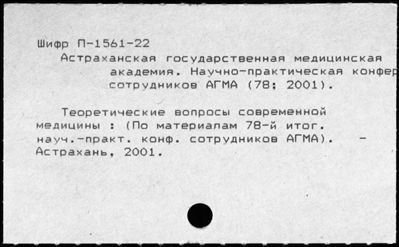 Шифр П-1561-22
Астраханская государственная медицинская
академия. Научно-практическая конфер
сотрудников АГМА (78; 2001).
Теоретические вопросы современной
медицины : (По материалам 78-й итог.
науч.-практ. конф. сотрудников АГМА). -
Астрахань, 2001.